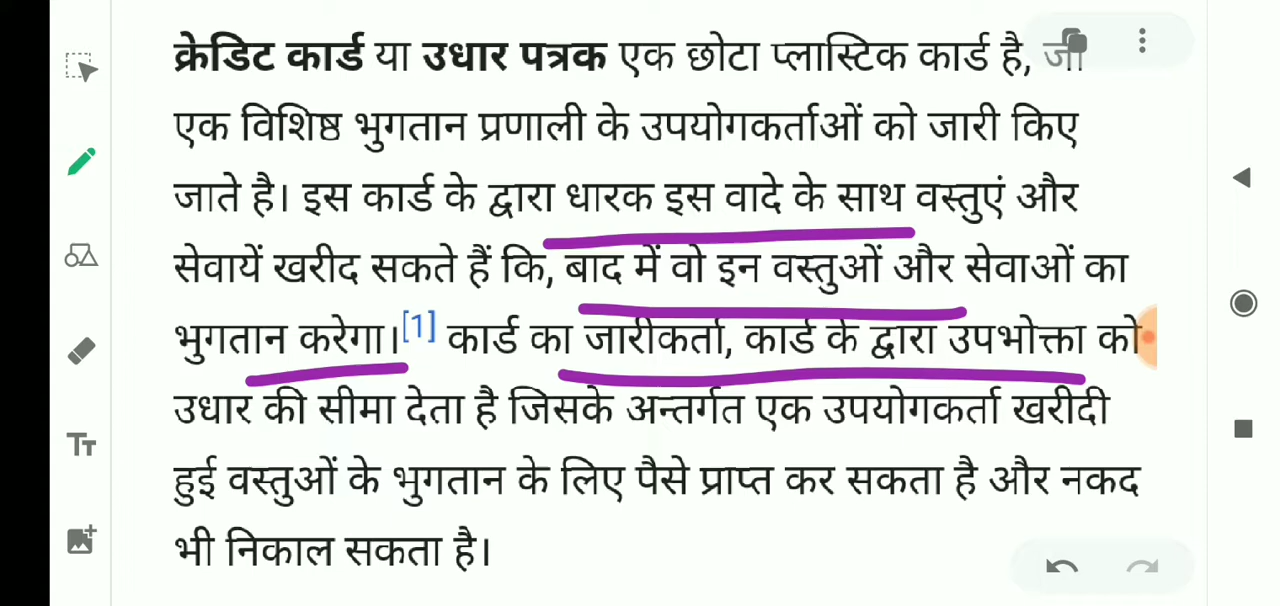 क्रेडिट कार्ड या उधार पत्रक एक छोटा प्लास्टिक कार्ड है, जो
एक विशिष्ठ भुगतान प्रणाली के उपयोगकर्ताओं को जारी किए
जाते है। इस कार्ड के द्वारा धारक इस वादे के साथ वस्तुएं और
सेवायें खरीद सकते हैं कि, बाद में वो इन वस्तुओं और सेवाओं का
भुगतान करेगा।[1] कार्ड का जारीकर्ता, कार्ड के द्वारा उपभोक्ता को
उधार की सीमा देता है जिसके अन्तर्गत एक उपयोगकर्ता खरीदी
हुई वस्तुओं के भुगतान के लिए पैसे प्राप्त कर सकता है और नकद
भी निकाल सकता है।
TT